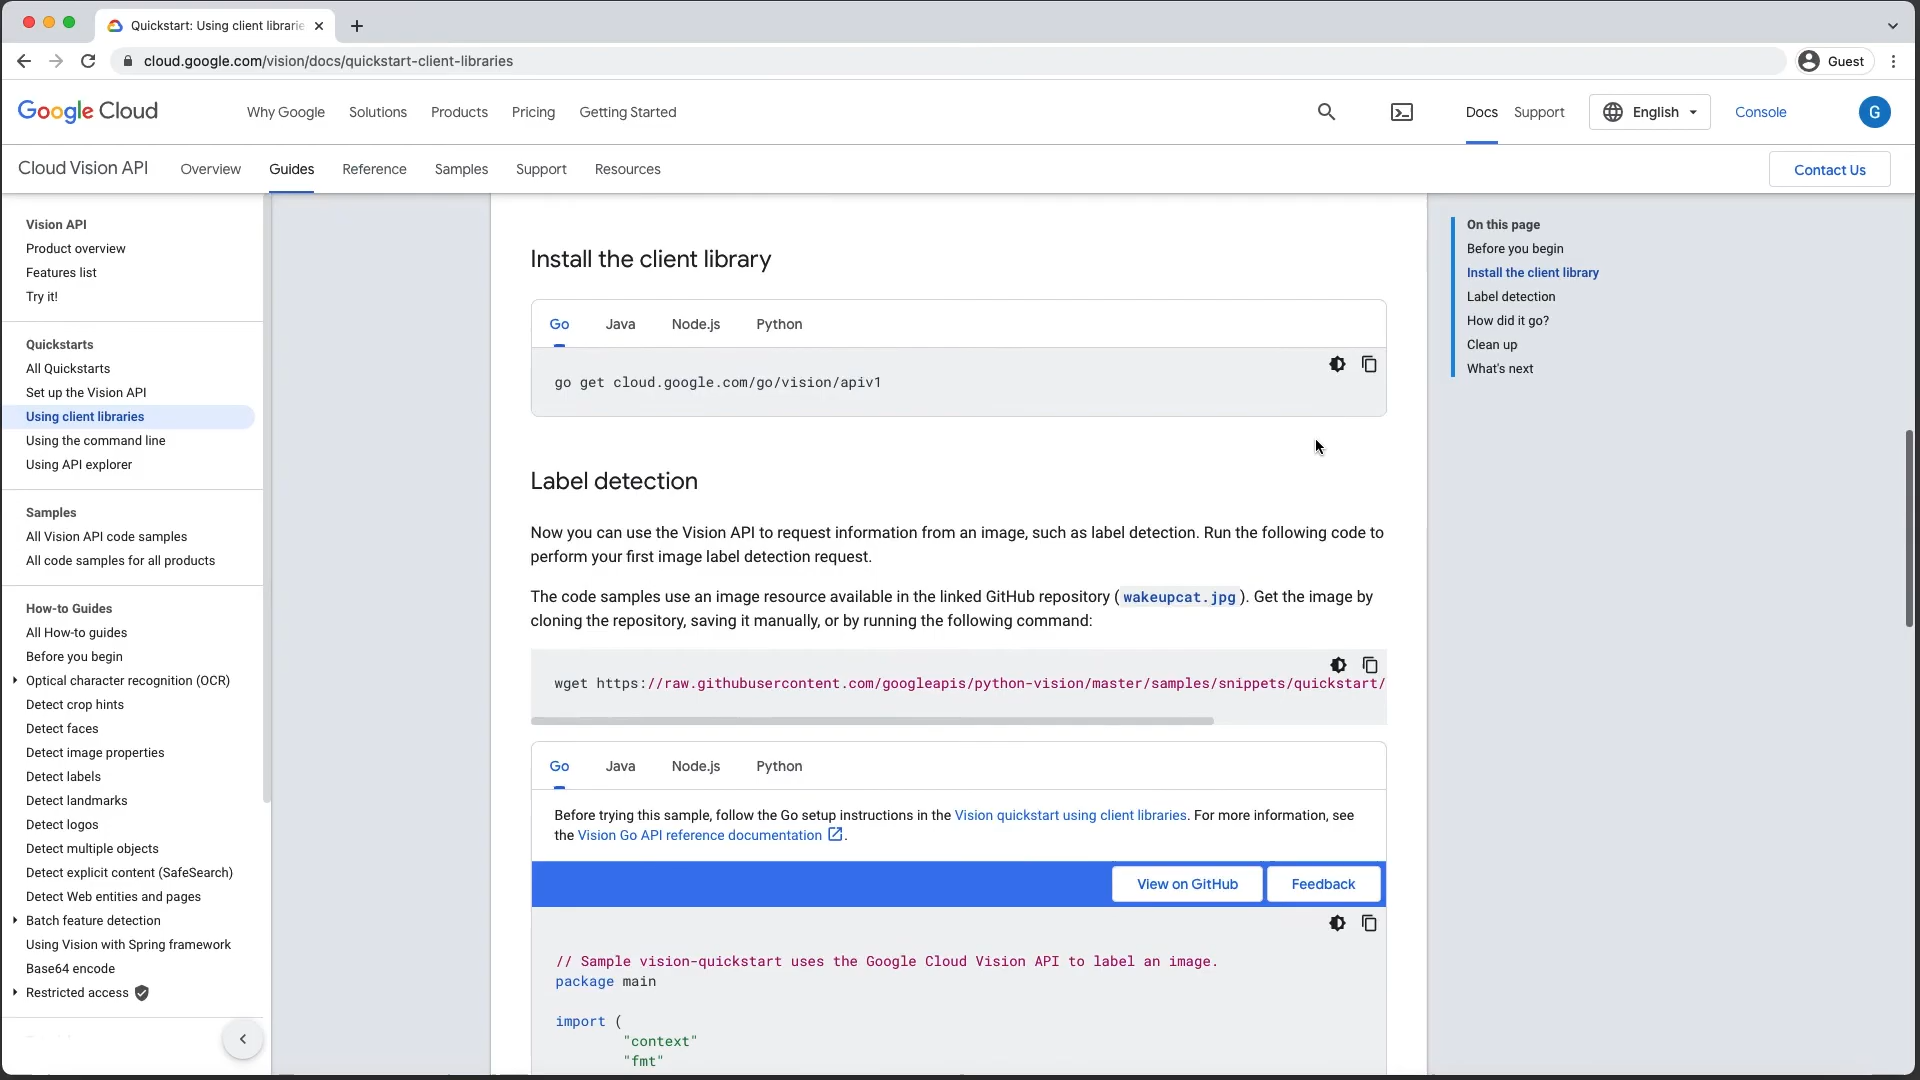 Quickstart: Using client librarie
cloud.google.com/vision/docs/quickstart-client-libraries
Guest
Google Cloud
Why Google
Solutions
Products
Pricing
Getting Started
Docs
Support
English
Console
G
Cloud Vision API
Overview
Guides
Reference
Samples
Support
Resources
Contact Us
Vision API
Product overview
Features list
Try it!
Quickstarts
All Quickstarts
Set up the Vision API
Using client libraries
Using the command line
Using API explorer
Samples
All Vision API code samples
All code samples for all products
How-to Guides
All How-to guides
Before you begin
Optical character recognition (OCR)
Detect crop hints
Detect faces
Detect image properties
Detect labels
Detect landmarks
Detect logos
Detect multiple objects
Detect explicit content (SafeSearch)
Detect Web entities and pages
Batch feature detection
Using Vision with Spring framework
Base64 encode
Restricted access
Install the client library
Go Java Node.js Python
go get cloud.google.com/go/vision/apiv1
Label detection
Now you can use the Vision API to request information from an image, such as label detection. Run the following code to
perform your first image label detection request.
The code samples use an image resource available in the linked GitHub repository ( wakeupcat.jpg ). Get the image by
cloning the repository, saving it manually, or by running the following command:
wget https://raw.githubusercontent.com/googleapis/python-vision/master/samples/snippets/quickstart/
Go Java Node.js Python
Before trying this sample, follow the Go setup instructions in the Vision quickstart using client libraries. For more information, see
the Vision Go API reference documentation .
View on GitHub
Feedback
// Sample vision-quickstart uses the Google Cloud Vision API to label an image.
package main
import (
"context"
"fmt"
On this page
Before you begin
Install the client library
Label detection
How did it go?
Clean up
What's next